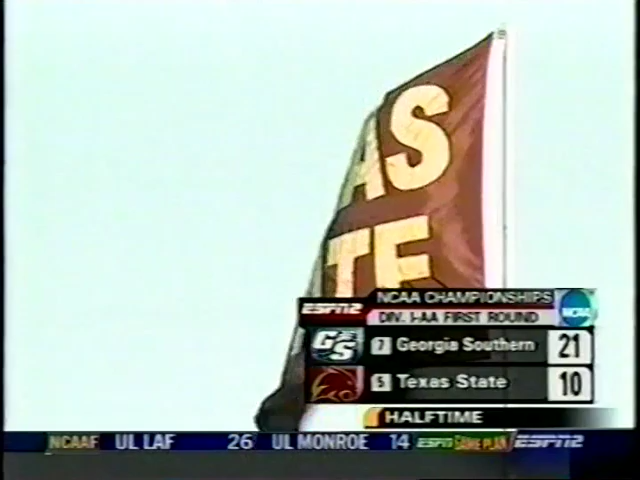 AS
TE
ESPN2
NCAA CHAMPIONSHIPS
DIV. I-AA FIRST ROUND
NCAA
GS 7 Georgia Southern 21
5 Texas State 10
HALFTIME
NCAAF UL LAF 26 UL MONROE 14 ESPN GAME PLAN ESPN2